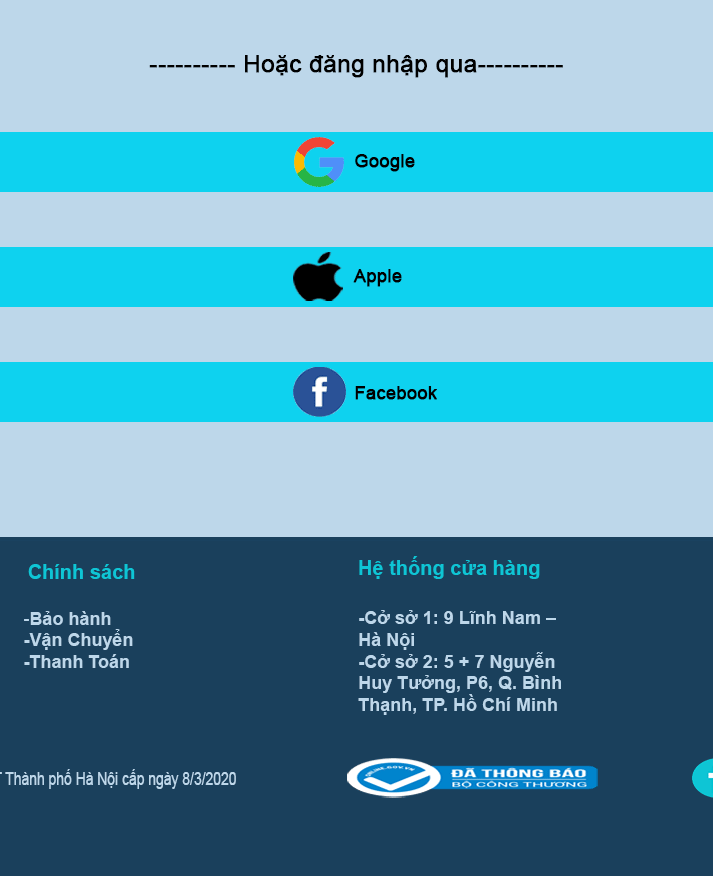 ---------- Hoặc đăng nhập qua----------
Google
Apple
Facebook
Chính sách
-Bảo hành
-Vận Chuyển
-Thanh Toán
Hệ thống cửa hàng
-Cở sở 1: 9 Lĩnh Nam –
Hà Nội
-Cở sở 2: 5 + 7 Nguyễn
Huy Tưởng, P6, Q. Bình
Thạnh, TP. Hồ Chí Minh
Thành phố Hà Nội cấp ngày 8/3/2020
ĐÃ THÔNG BÁO
BỘ CÔNG THƯƠNG